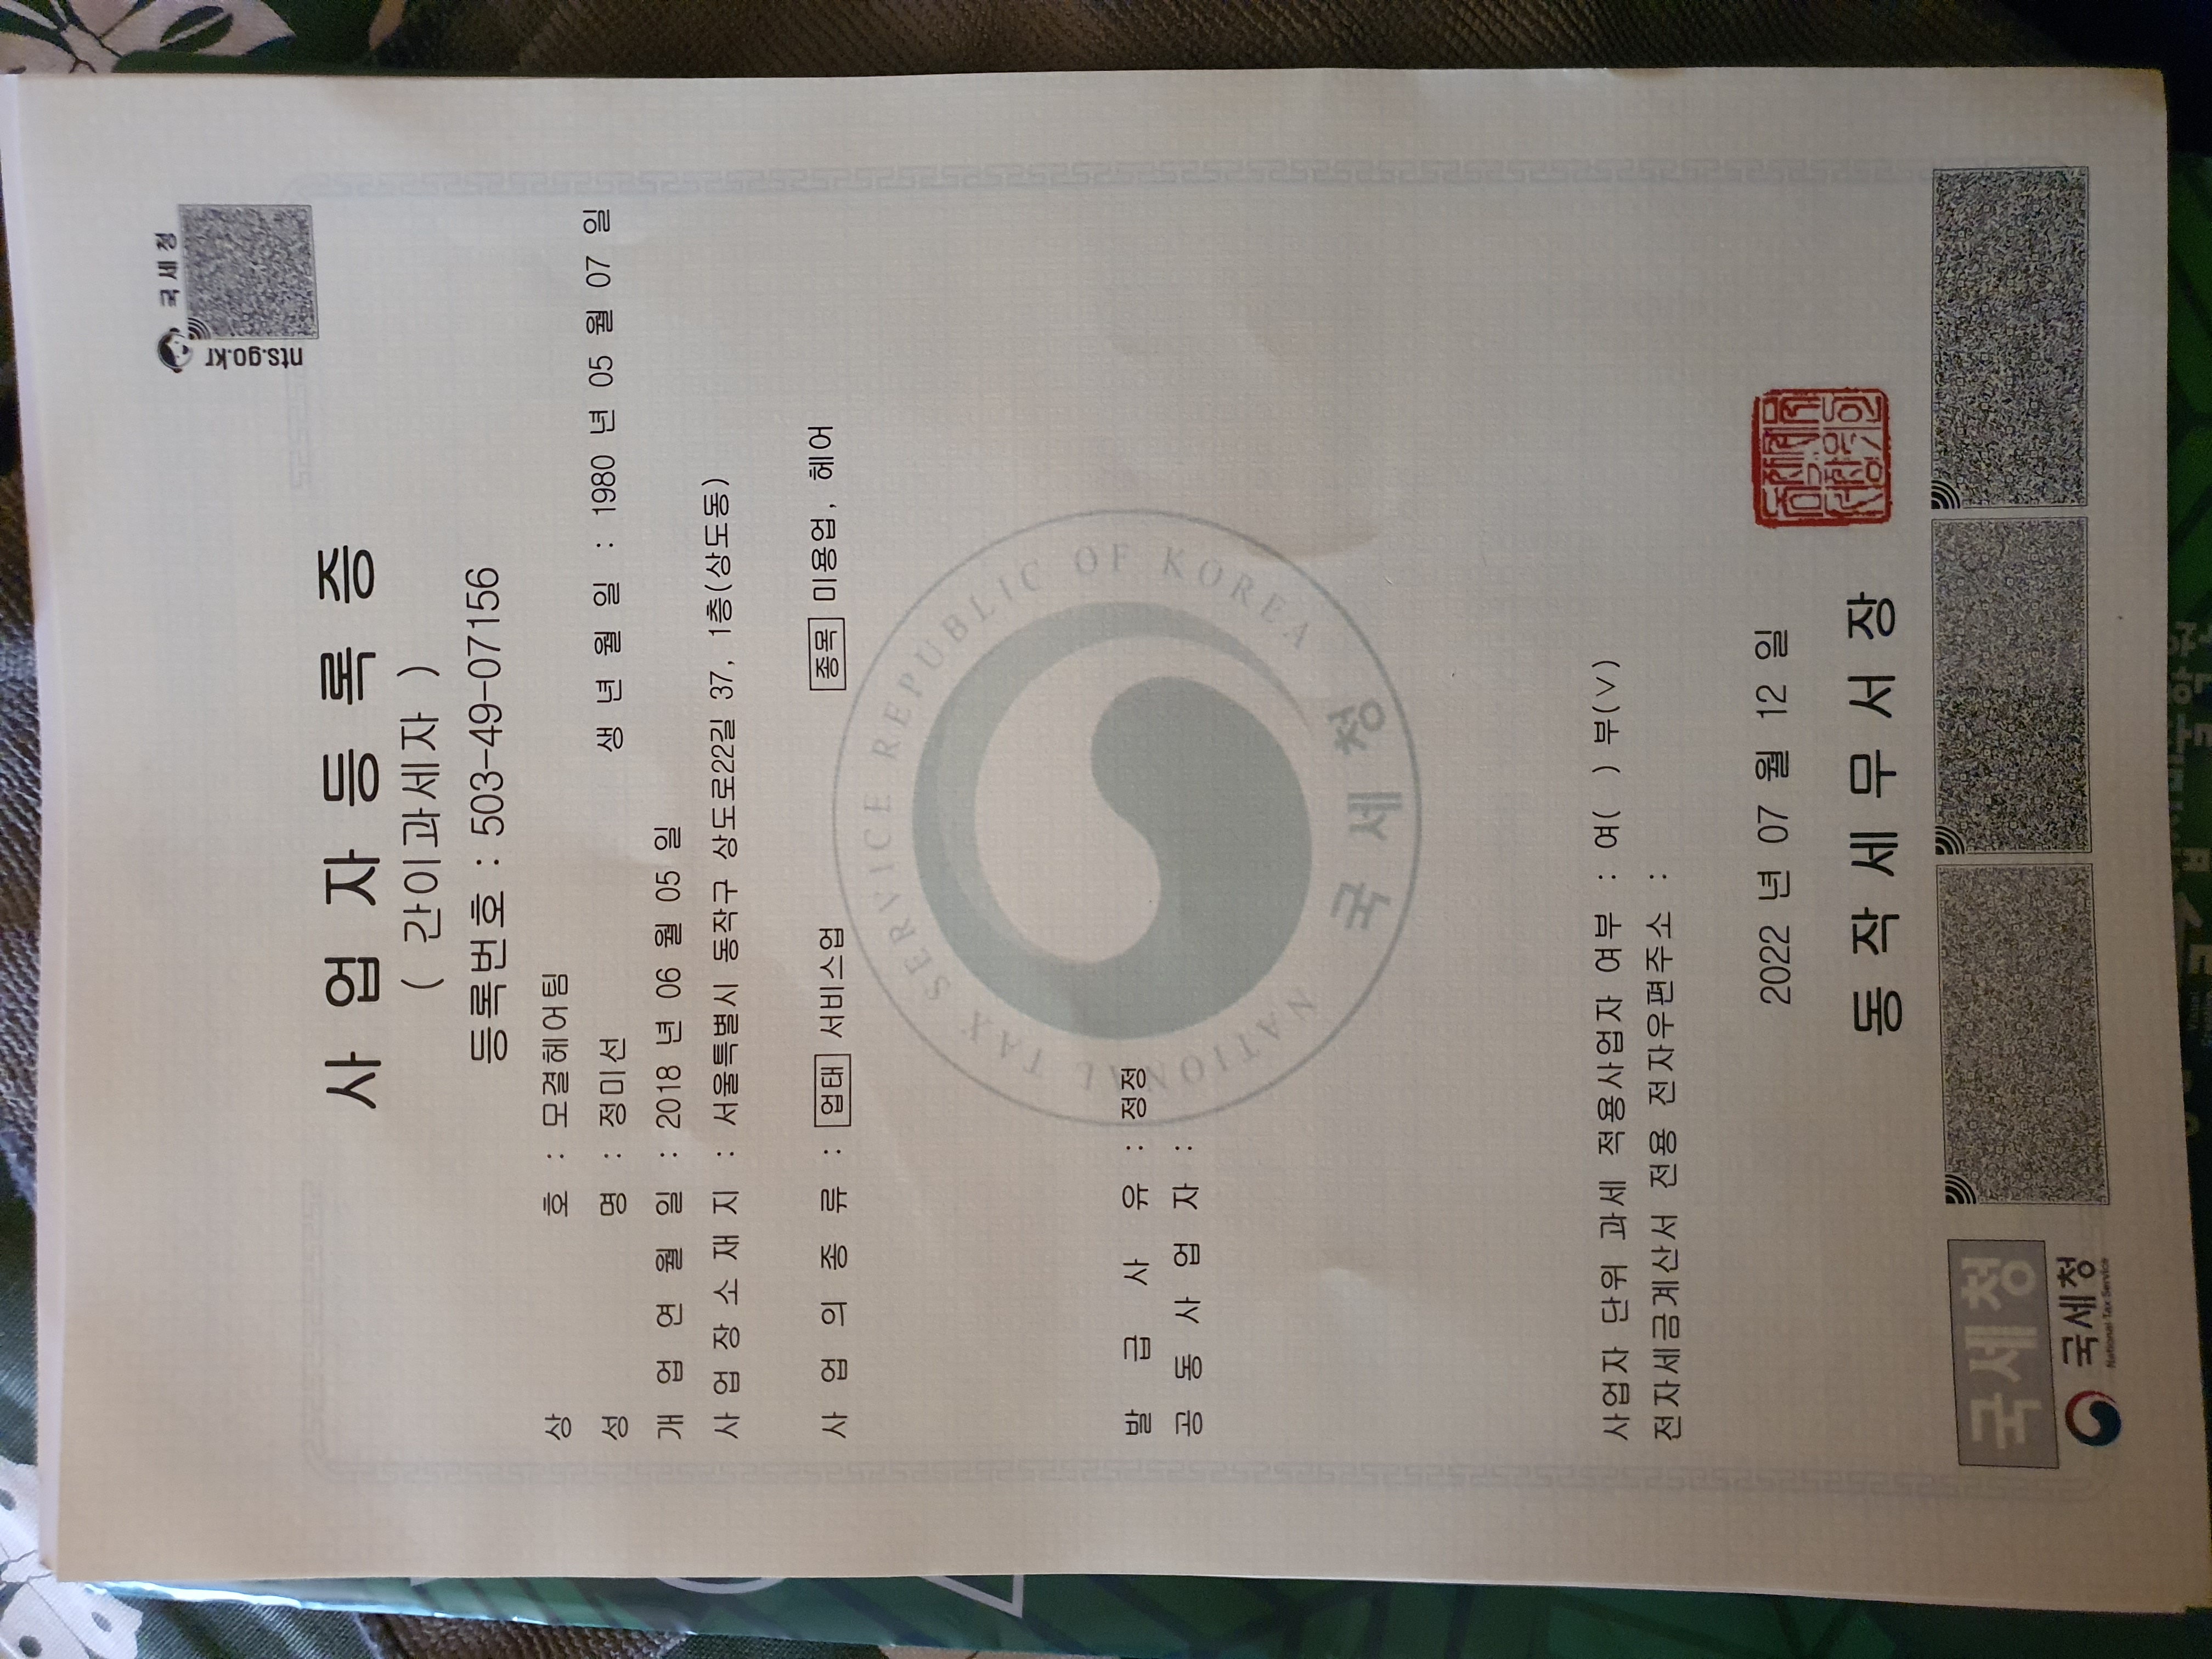 국세청
nts.go.kr
사 업 자 등 록 증
( 간이과세자 )
등록번호 : 503-49-07156
상 호 : 모결헤어팀
성 명 : 정미선 생 년 월 일 : 1980 년 05 월 07 일
개 업 연 월 일 : 2018 년 06 월 05 일
사 업 장 소 재 지 : 서울특별시 동작구 상도로22길 37, 1층(상도동)
사 업 의 종 류 : 업태 서비스업 종목 미용업, 헤어
NATIONAL TAX SERVICE REPUBLIC OF KOREA
국세청
발 급 사 유 : 정정
공 동 사 업 자 :
사업자 단위 과세 적용사업자 여부 : 여( ) 부(∨)
전자세금계산서 전용 전자우편주소 :
2022 년 07 월 12 일
동 작 세 무 서 장
국세청
국세청
National Tax Service